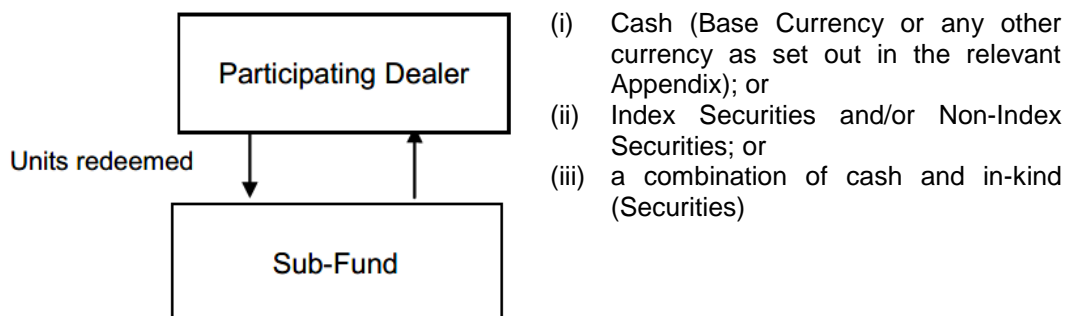 Participating Dealer
Units redeemed
Sub-Fund
(i) Cash (Base Currency or any other
currency as set out in the relevant
Appendix); or
(ii) Index Securities and/or Non-Index
Securities; or
(iii) a combination of cash and in-kind
(Securities)